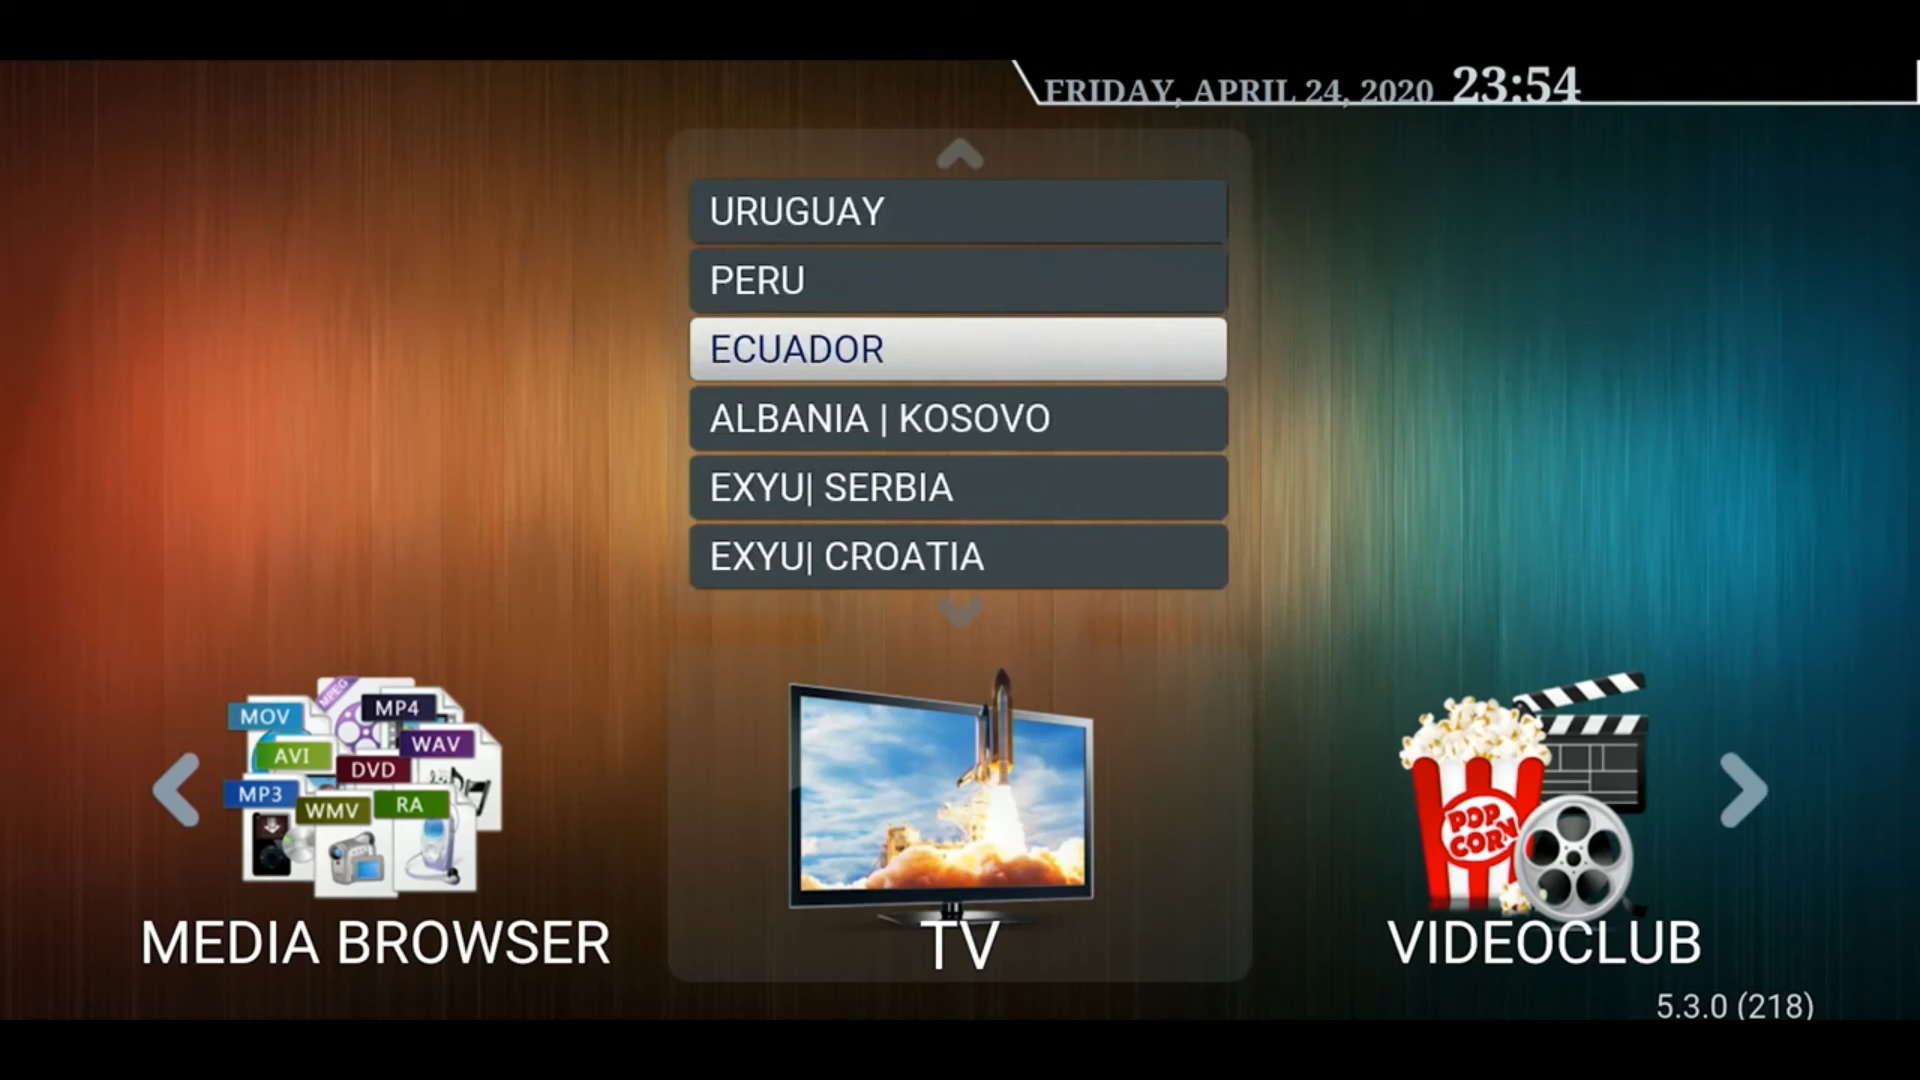 FRIDAY, APRIL 24, 2020 23:54
URUGUAY
PERU
ECUADOR
ALBANIA | KOSOVO
EXYU| SERBIA
EXYU| CROATIA
MPEG
MOV
MP4
AVI
WAV
DVD
MP3
WMV
RA
POP
CORN
MEDIA BROWSER
TV
VIDEOCLUB
5.3.0 (218)